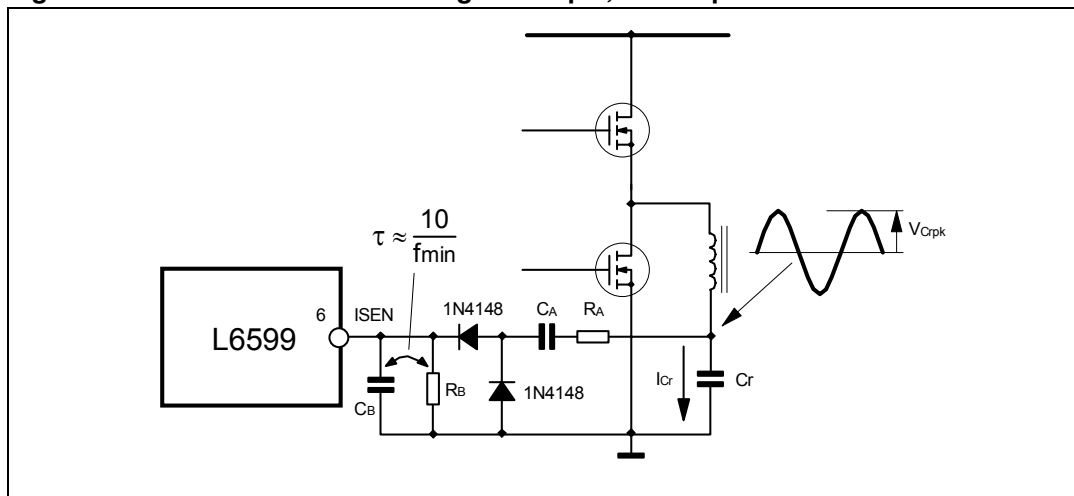 τ ≈ 10
fmin
L6599
6
ISEN
1N4148
CA
RA
VCrpk
CB
RB
1N4148
ICr
Cr